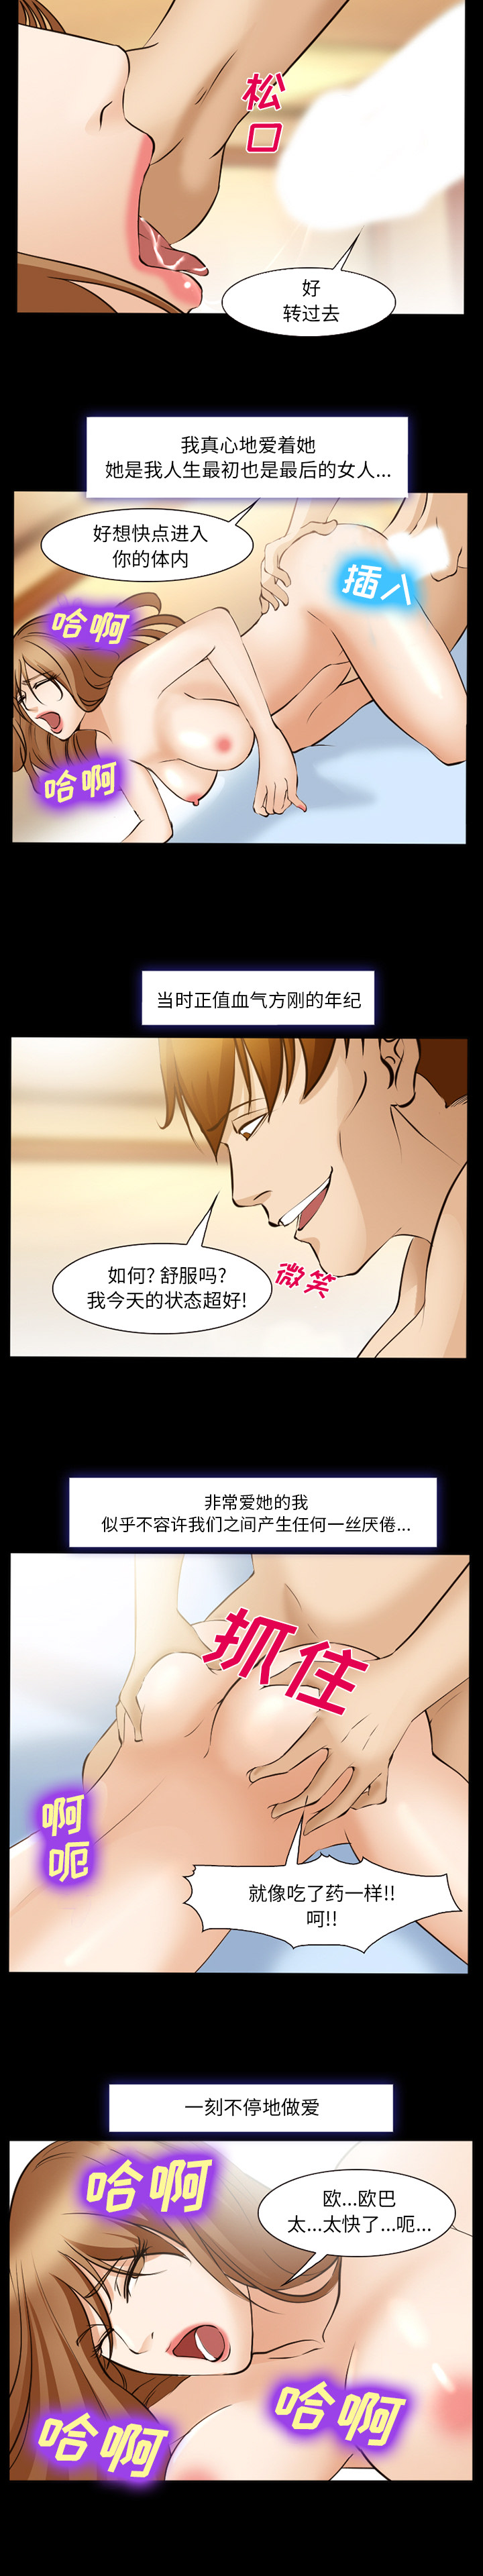 松
口
好
转过去
我真心地爱着她
她是我人生最初也是最后的女人...
好想快点进入
你的体内
插入
哈啊
哈啊
当时正值血气方刚的年纪
如何? 舒服吗?
我今天的状态超好!
微笑
非常爱她的我
似乎不容许我们之间产生任何一丝厌倦...
抓住
啊
呃
就像吃了药一样!!
呵!!
一刻不停地做爱
哈啊
欧...欧巴
太...太快了...呃...
哈啊
哈啊